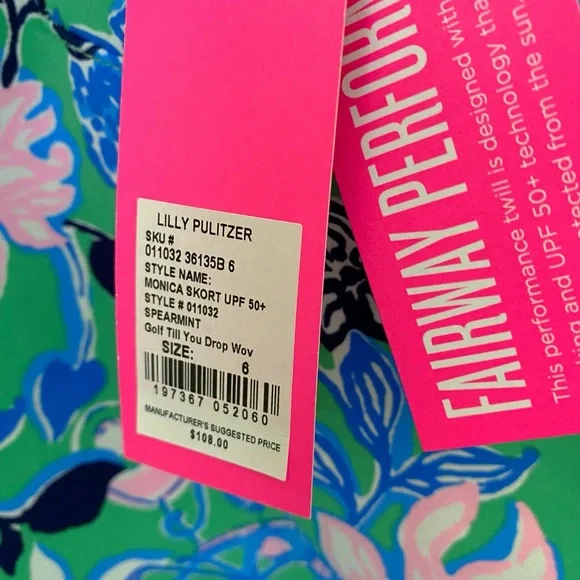 LILLY PULITZER
SKU #
011032 36135B 6
STYLE NAME:
MONICA SKORT UPF 50+
STYLE # 011032
SPEARMINT
Golf Till You Drop Wov
SIZE: 6
197367 052060
MANUFACTURER'S SUGGESTED PRICE
$108.00
FAIRWAY PERFOR
This performance twill is designed with
and UPF 50+ technology tha
from the sun.